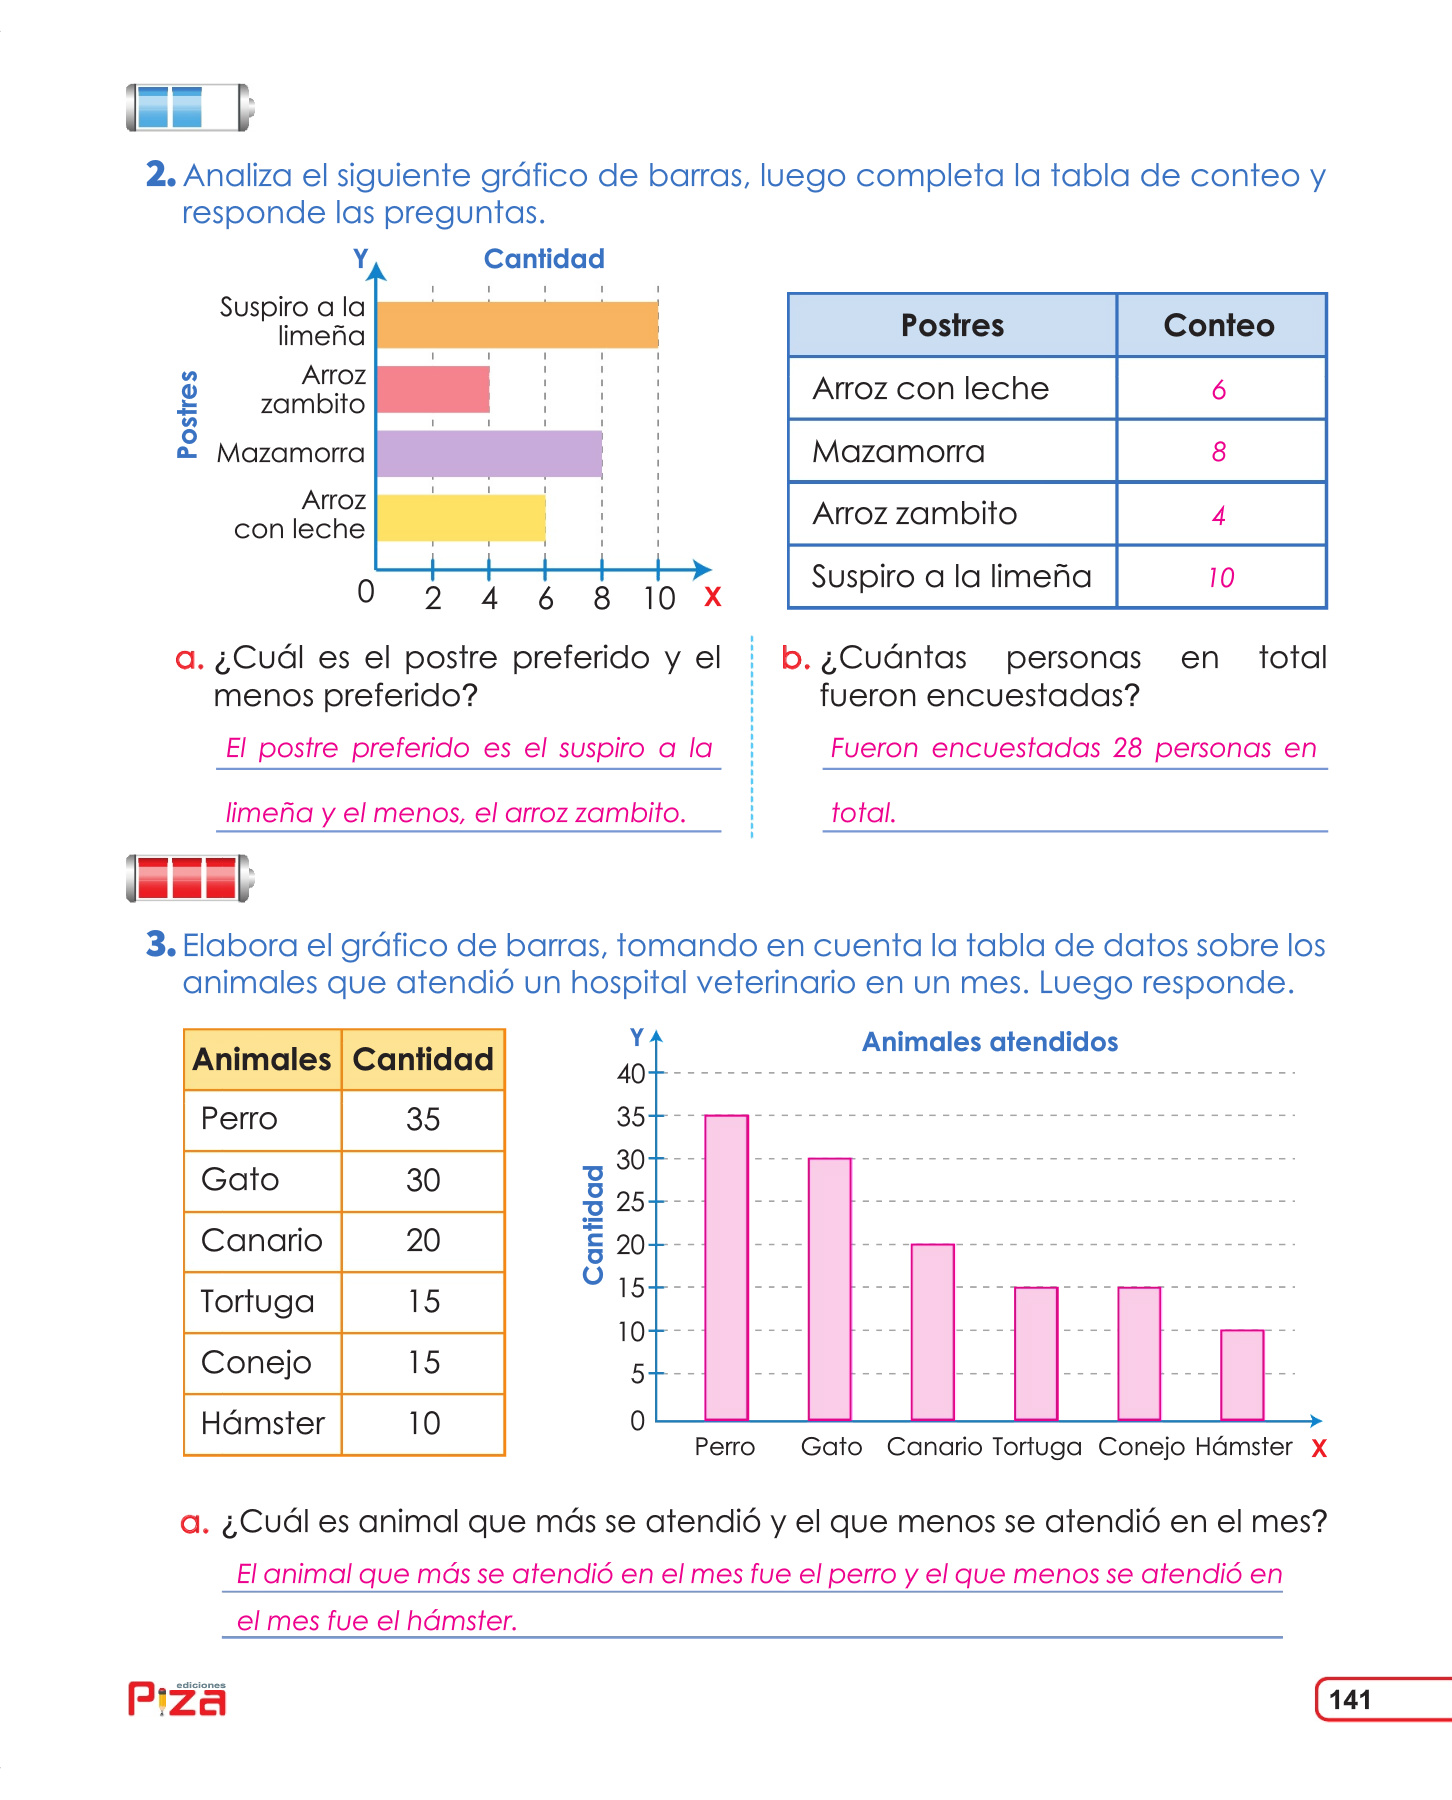 2. Analiza el siguiente gráfico de barras, luego completa la tabla de conteo y
responde las preguntas.
Y
Cantidad
Postres
Suspiro a la
limeña
Arroz
zambito
Mazamorra
Arroz
con leche
0 2 4 6 8 10 X
Postres Conteo
Arroz con leche 6
Mazamorra 8
Arroz zambito 4
Suspiro a la limeña 10
a. ¿Cuál es el postre preferido y el
menos preferido?
El postre preferido es el suspiro a la
limeña y el menos, el arroz zambito.
b. ¿Cuántas personas en total
fueron encuestadas?
Fueron encuestadas 28 personas en
total.
3. Elabora el gráfico de barras, tomando en cuenta la tabla de datos sobre los
animales que atendió un hospital veterinario en un mes. Luego responde.
Animales Cantidad
Perro 35
Gato 30
Canario 20
Tortuga 15
Conejo 15
Hámster 10
Y
Animales atendidos
Cantidad
40
35
30
25
20
15
10
5
0
Perro Gato Canario Tortuga Conejo Hámster X
a. ¿Cuál es animal que más se atendió y el que menos se atendió en el mes?
El animal que más se atendió en el mes fue el perro y el que menos se atendió en
el mes fue el hámster.
ediciones
Piza
141